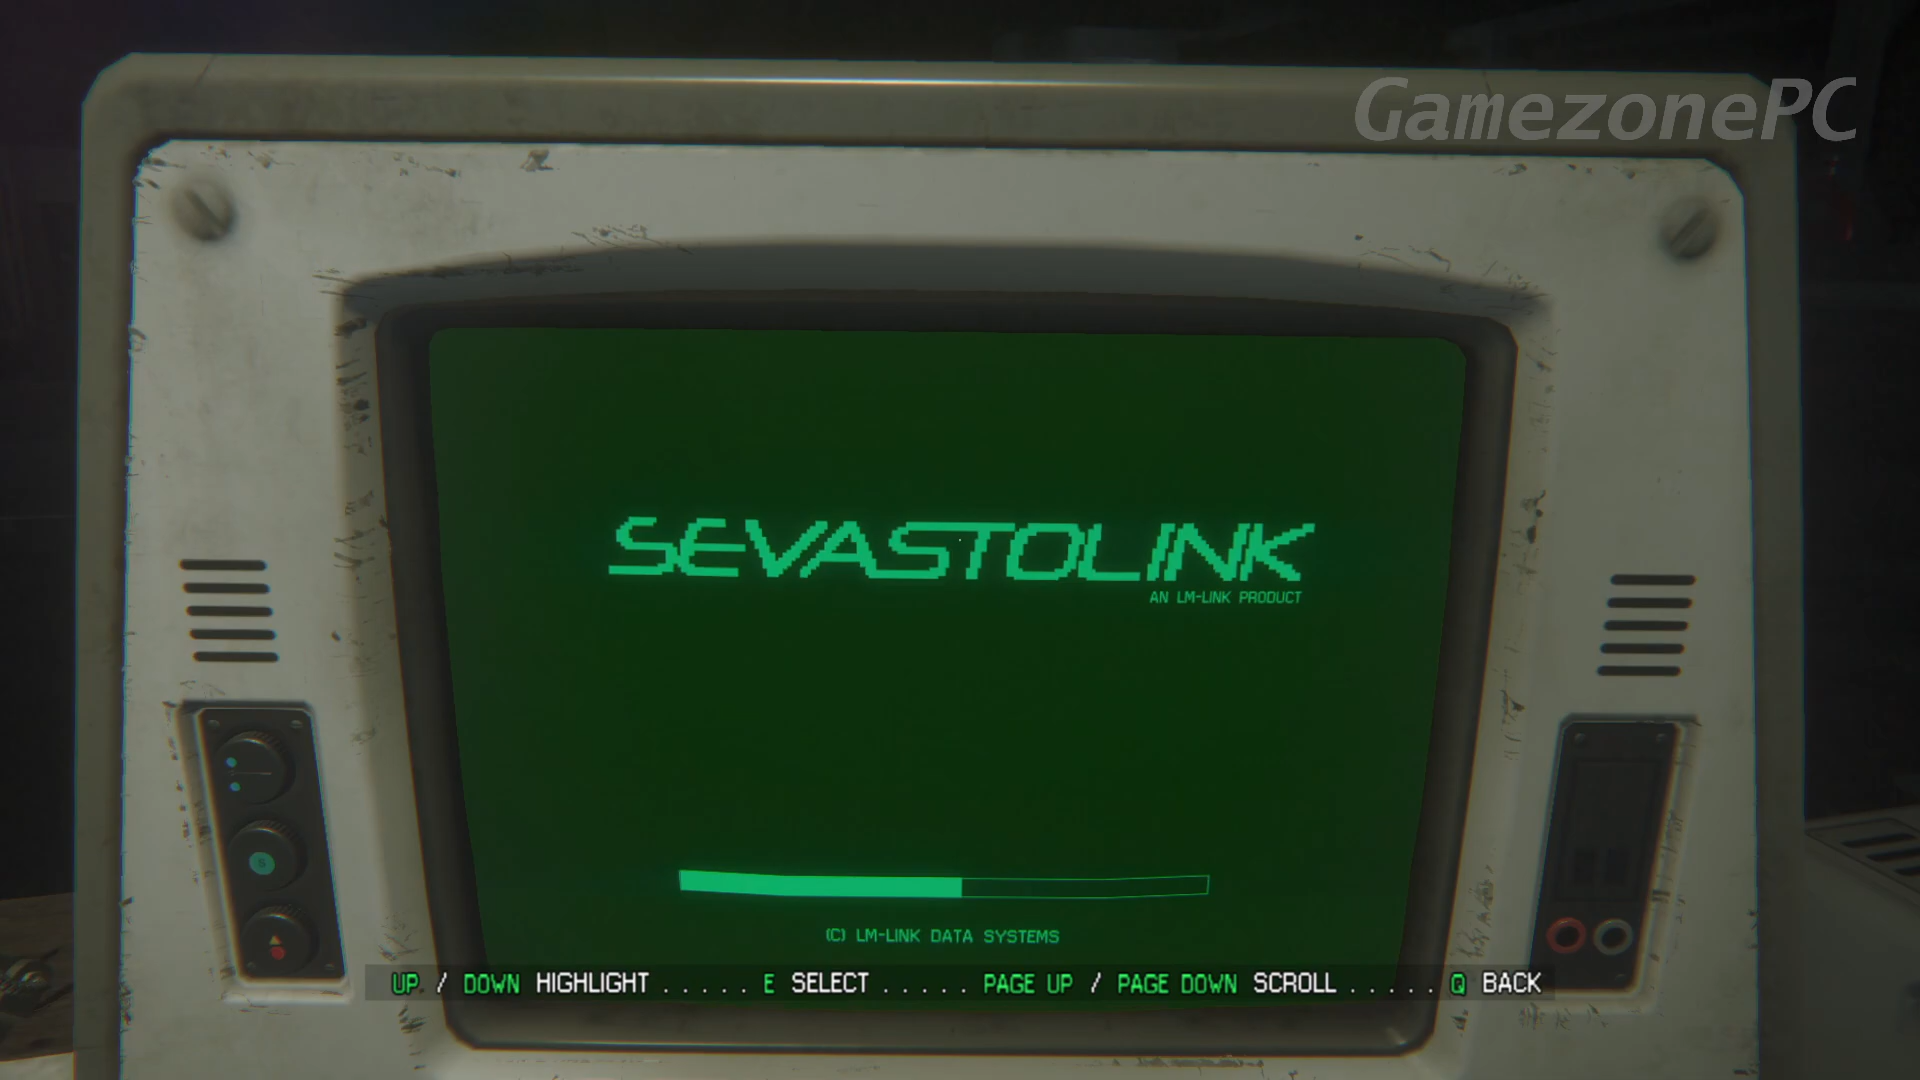 GamezonePC
SEVASTOLINK
AN LM-LINK PRODUCT
(C) LM-LINK DATA SYSTEMS
UP / DOWN HIGHLIGHT ..... E SELECT ..... PAGE UP / PAGE DOWN SCROLL ..... Q BACK